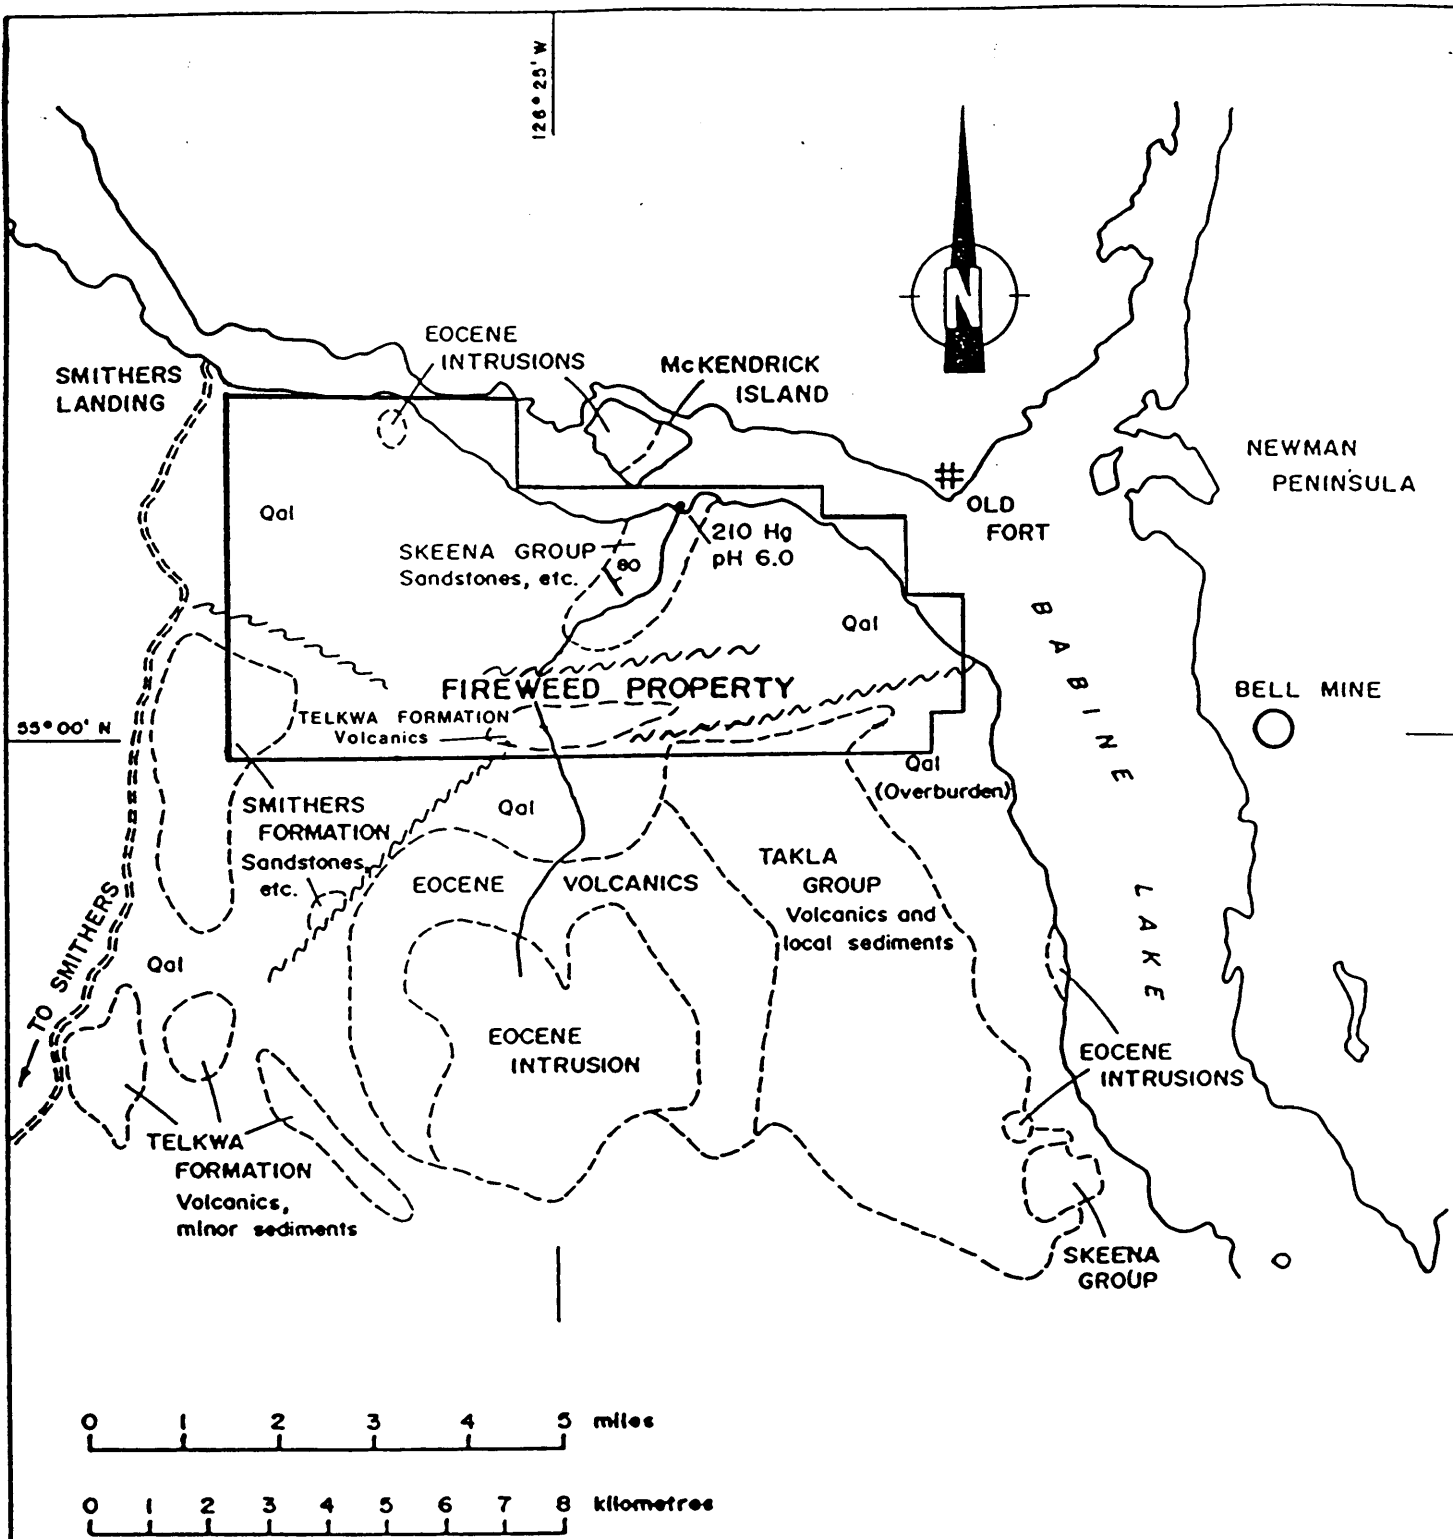 126° 25' W
N
EOCENE
INTRUSIONS
McKENDRICK
ISLAND
SMITHERS
LANDING
NEWMAN
PENINSULA
OLD
FORT
Qal
210 Hg
pH 6.0
SKEENA GROUP
Sandstones, etc.
80
BABINE LAKE
Qal
FIREWEED PROPERTY
BELL MINE
TELKWA FORMATION
Volcanics
55° 00' N
Qal
(Overburden)
SMITHERS
FORMATION
Sandstones,
etc.
Qal
EOCENE VOLCANICS
TAKLA
GROUP
Volcanics and
local sediments
TO SMITHERS
Qal
EOCENE
INTRUSION
EOCENE
INTRUSIONS
TELKWA
FORMATION
Volcanics,
minor sediments
SKEENA
GROUP
0 1 2 3 4 5 miles
0 1 2 3 4 5 6 7 8 kilometres